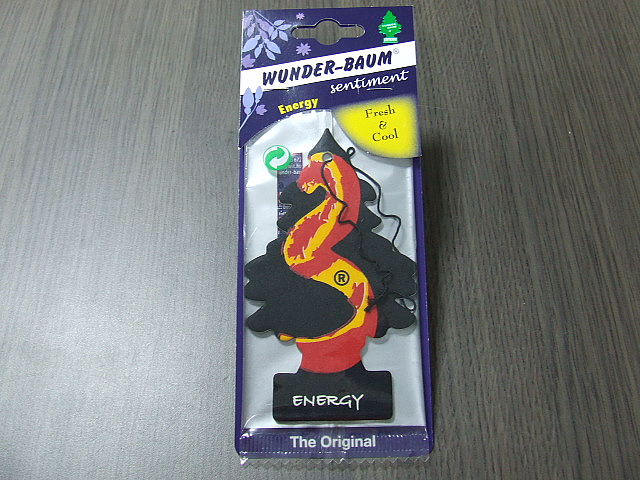 WUNDER-BAUM®
sentiment
Energy
Fresh
&
Cool
®
ENERGY
The Original